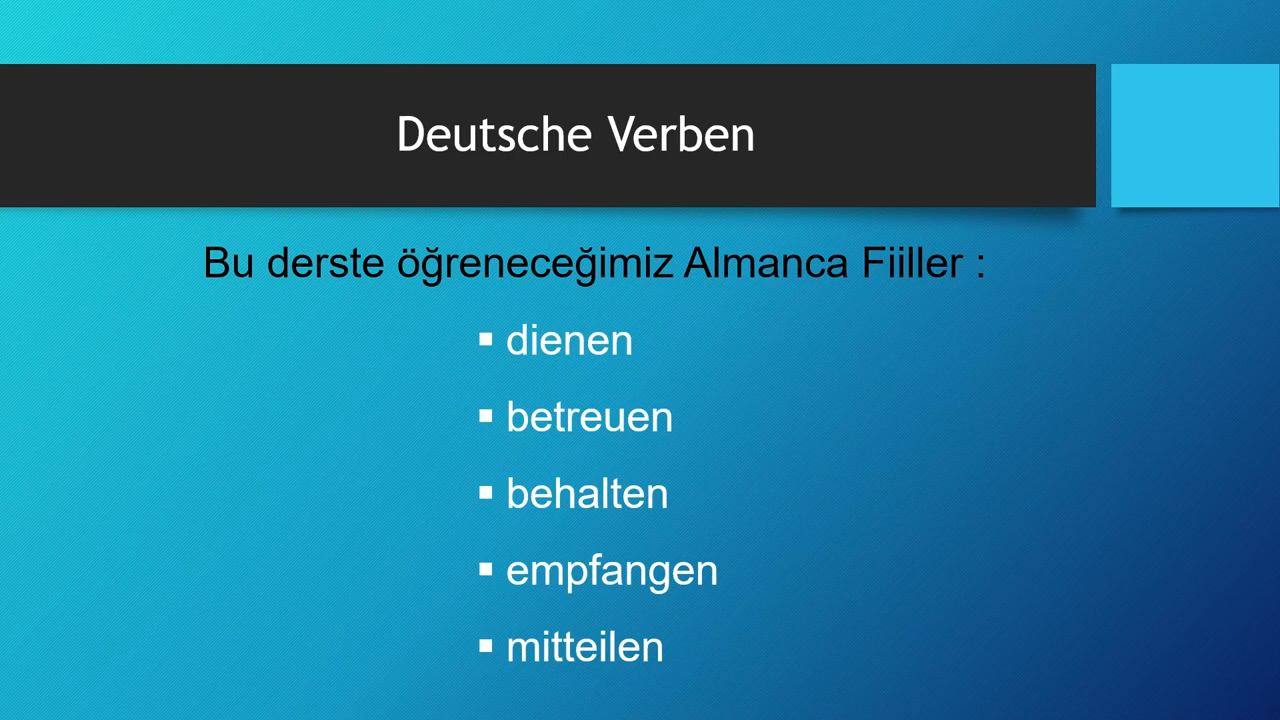 Deutsche Verben
Bu derste öğreneceğimiz Almanca Fiiller :
▪ dienen
▪ betreuen
▪ behalten
▪ empfangen
▪ mitteilen